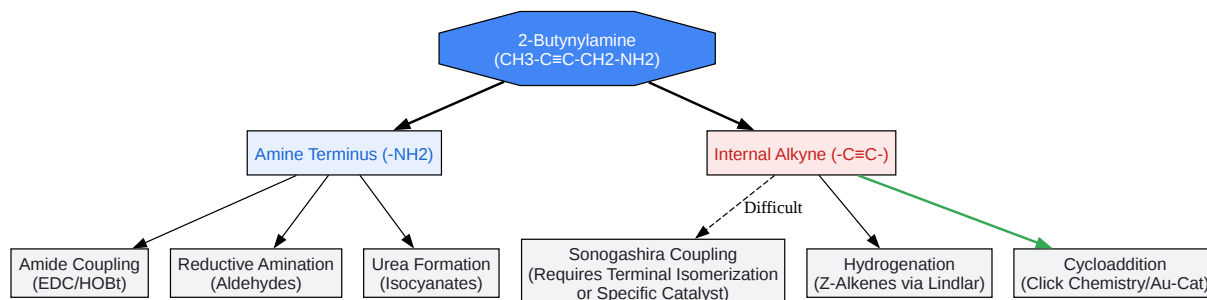 2-Butynylamine
(CH3-C≡C-CH2-NH2)
Amine Terminus (-NH2)
Internal Alkyne (-C≡C-)
Difficult
Amide Coupling
(EDC/HOBt)
Reductive Amination
(Aldehydes)
Urea Formation
(Isocyanates)
Sonogashira Coupling
(Requires Terminal Isomerization
or Specific Catalyst)
Hydrogenation
(Z-Alkenes via Lindlar)
Cycloaddition
(Click Chemistry/Au-Cat)